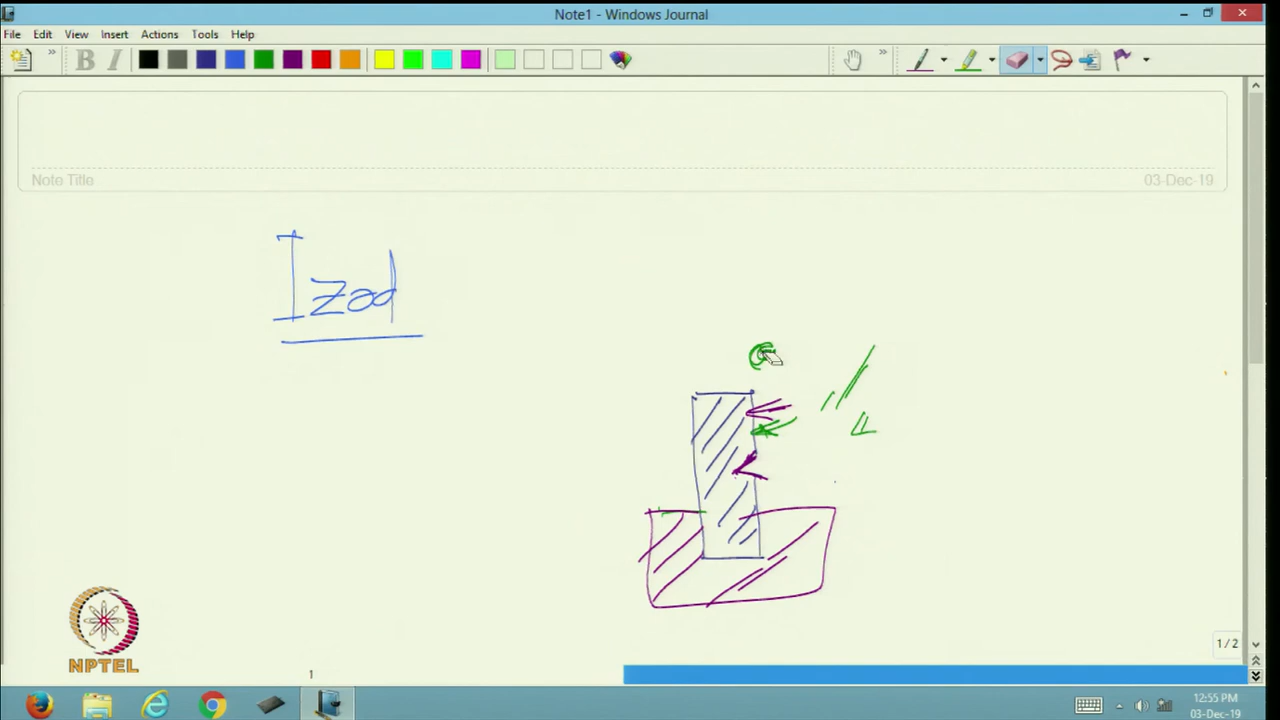 Note1 - Windows Journal
File Edit View Insert Actions Tools Help
B I
Note Title
03-Dec-19
Izod
NPTEL
1
1 / 2
12:55 PM
03-Dec-19